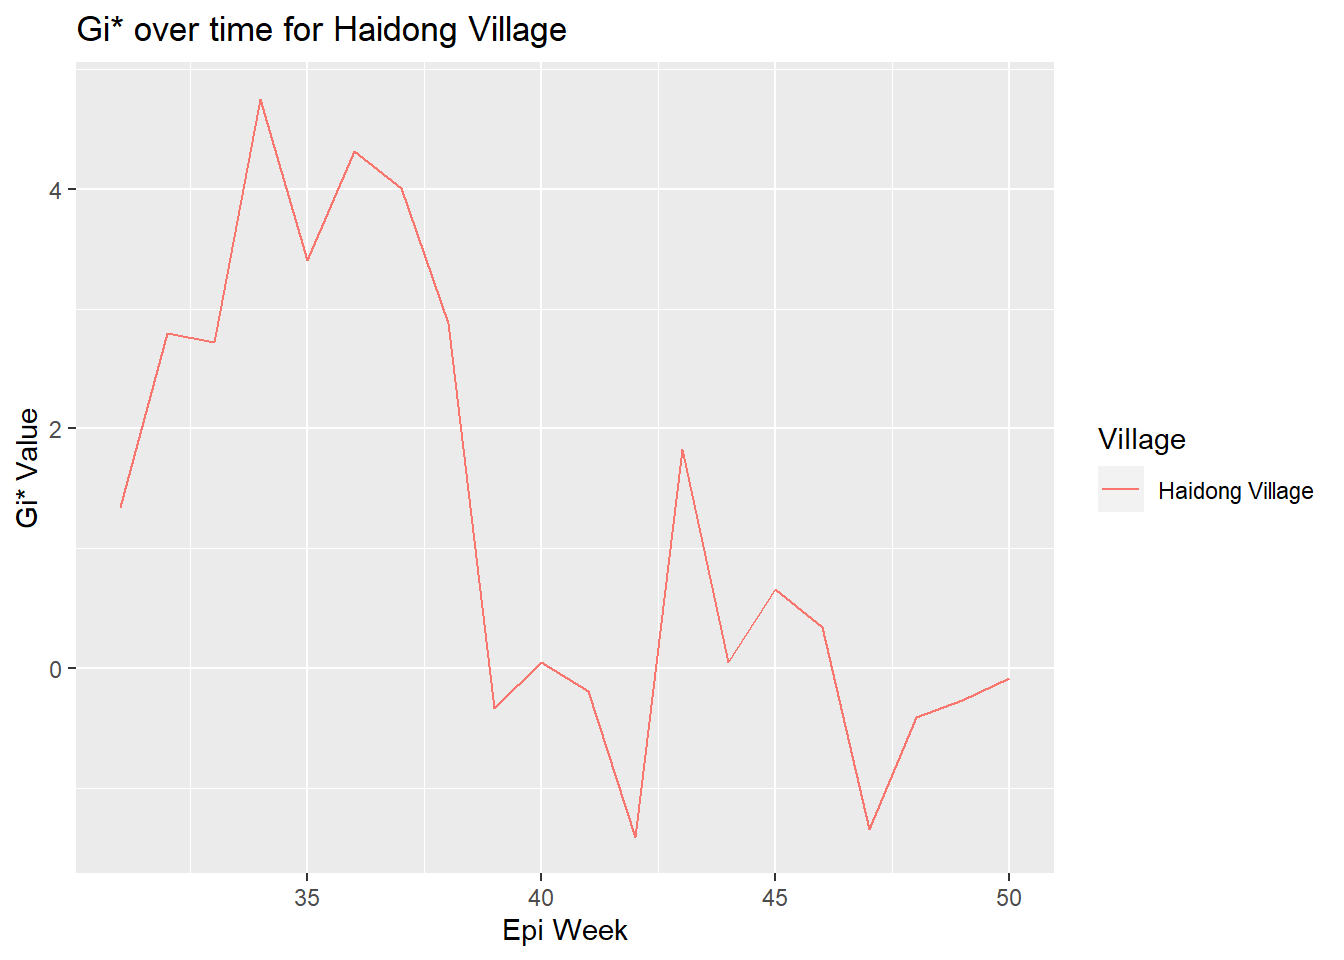 Gi* over time for Haidong Village
4
2
0
Gi* Value
35 40 45 50
Epi Week
Village
Haidong Village